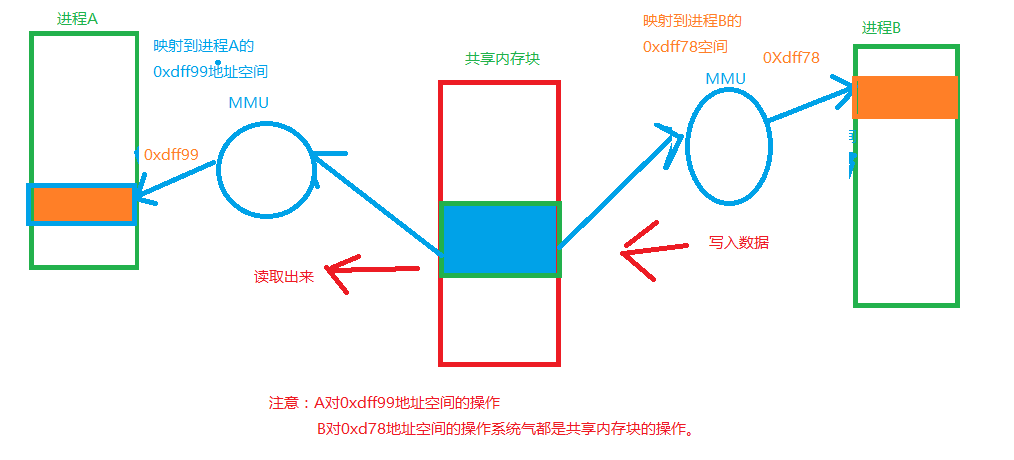 进程A
映射到进程A的
0xdff99地址空间
MMU
0xdff99
共享内存块
映射到进程B的
0xdff78空间
MMU
0Xdff78
进程B
写入数据
读取出来
注意：A对0xdff99地址空间的操作
B对0xd78地址空间的操作系统气都是共享内存块的操作。